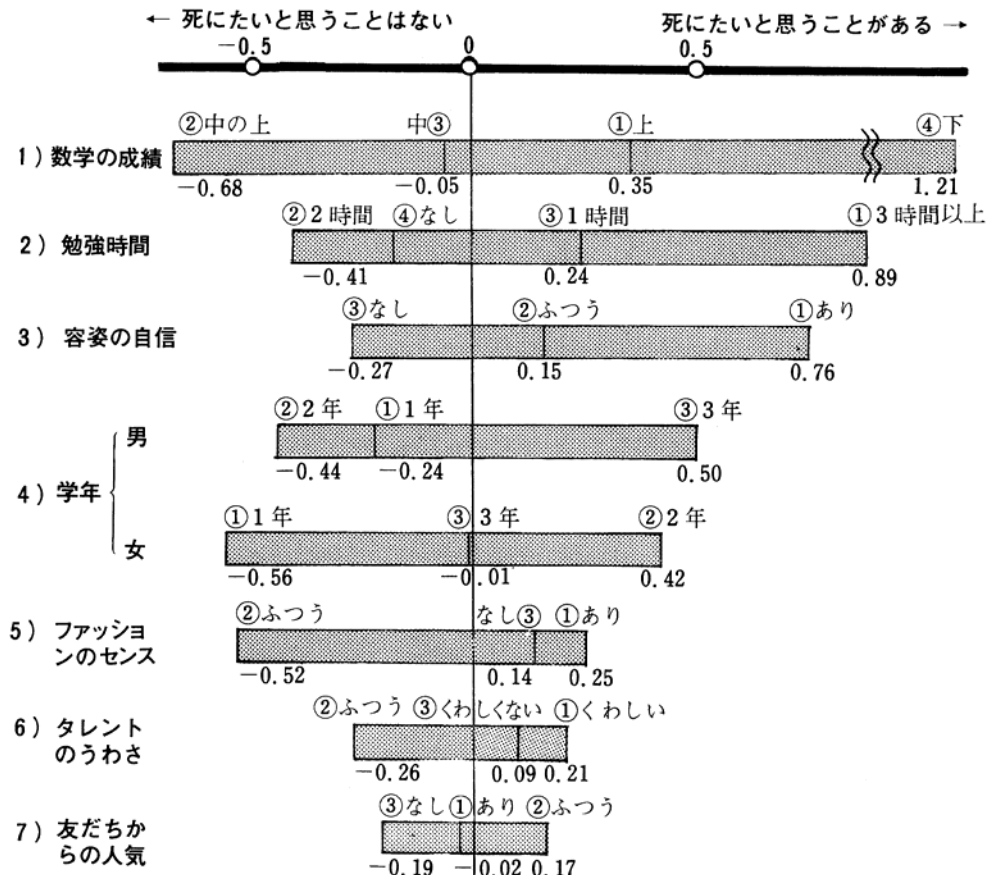 ← 死にたいと思うことはない
死にたいと思うことがある →
−0.5 0 0.5
②中の上 中③ ①上 ④下
1）数学の成績
−0.68 −0.05 0.35 1.21
②2時間 ④なし ③1時間 ①3時間以上
2）勉強時間
−0.41 0.24 0.89
③なし ②ふつう ①あり
3）容姿の自信
−0.27 0.15 0.76
②2年 ①1年 ③3年
男
−0.44 −0.24 0.50
4）学年
①1年 ③3年 ②2年
女
−0.56 −0.01 0.42
②ふつう なし③ ①あり
5）ファッショ
ンのセンス
−0.52 0.14 0.25
②ふつう ③くわしくない ①くわしい
6）タレント
のうわさ
−0.26 0.09 0.21
③なし ①あり ②ふつう
7）友だちか
らの人気
−0.19 −0.02 0.17